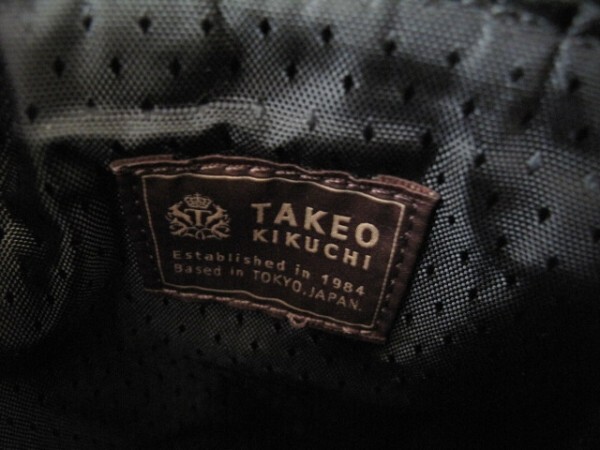 TAKEO
KIKUCHI
Established in 1984
Based in TOKYO,JAPAN.